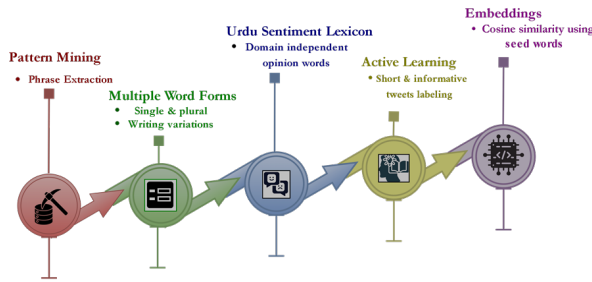 Pattern Mining
• Phrase Extraction
Multiple Word Forms
• Single & plural
• Writing variations
Urdu Sentiment Lexicon
• Domain independent
opinion words
Active Learning
• Short & informative
tweets labeling
Embeddings
• Cosine similarity using
seed words